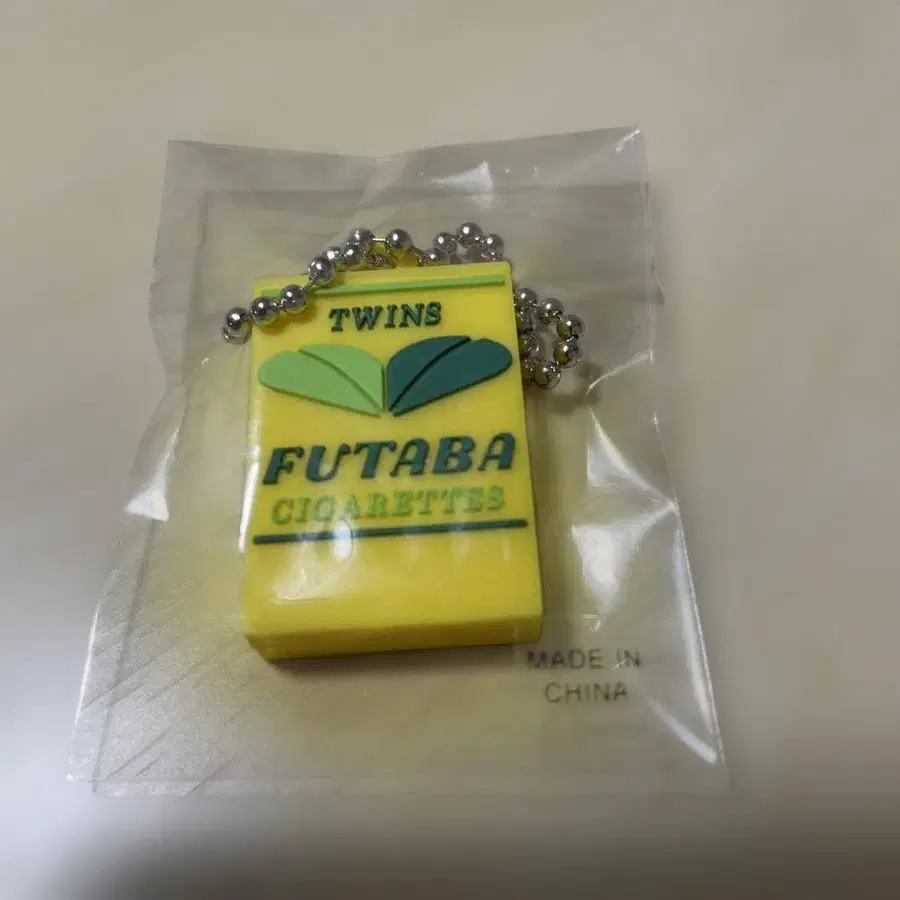 TWINS
FUTABA
CIGARETTES
MADE IN
CHINA